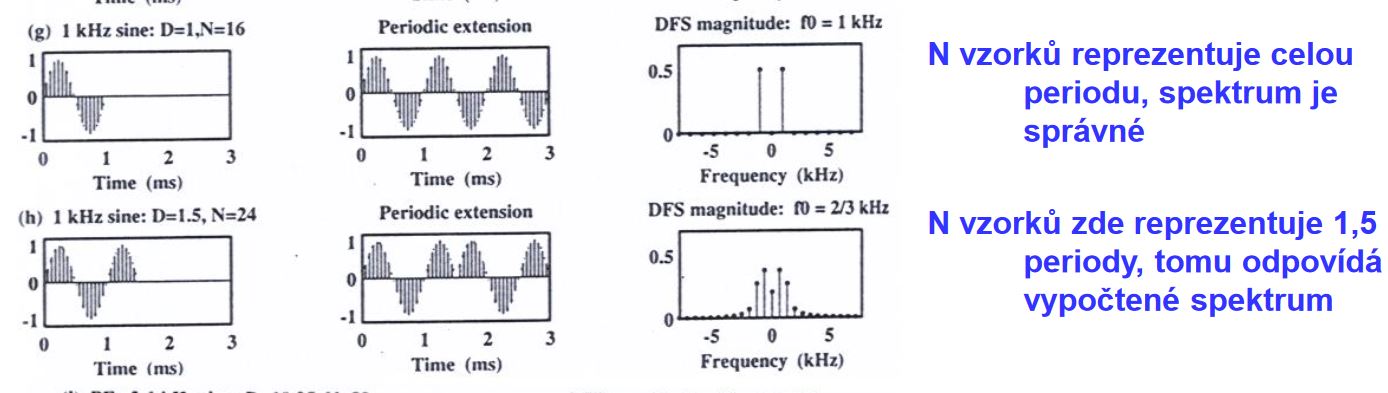 (g) 1 kHz sine: D=1,N=16
1
0
-1
0 1 2 3
Time (ms)
Periodic extension
1
0
-1
0 1 2 3
Time (ms)
DFS magnitude: f0 = 1 kHz
0.5
0
-5 0 5
Frequency (kHz)
N vzorků reprezentuje celou
periodu, spektrum je
správné
(h) 1 kHz sine: D=1.5, N=24
1
0
-1
0 1 2 3
Time (ms)
Periodic extension
1
0
-1
0 1 2 3
Time (ms)
DFS magnitude: f0 = 2/3 kHz
0.5
0
-5 0 5
Frequency (kHz)
N vzorků zde reprezentuje 1,5
periody, tomu odpovídá
vypočtené spektrum